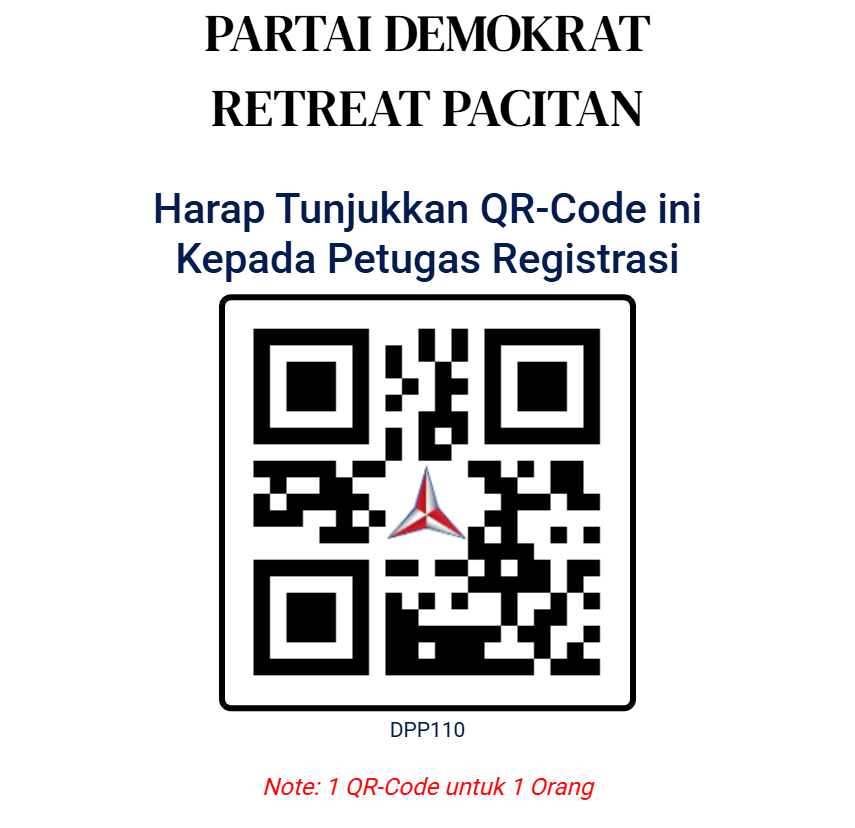 PARTAI DEMOKRAT
RETREAT PACITAN
Harap Tunjukkan QR-Code ini
Kepada Petugas Registrasi
DPP110
Note: 1 QR-Code untuk 1 Orang